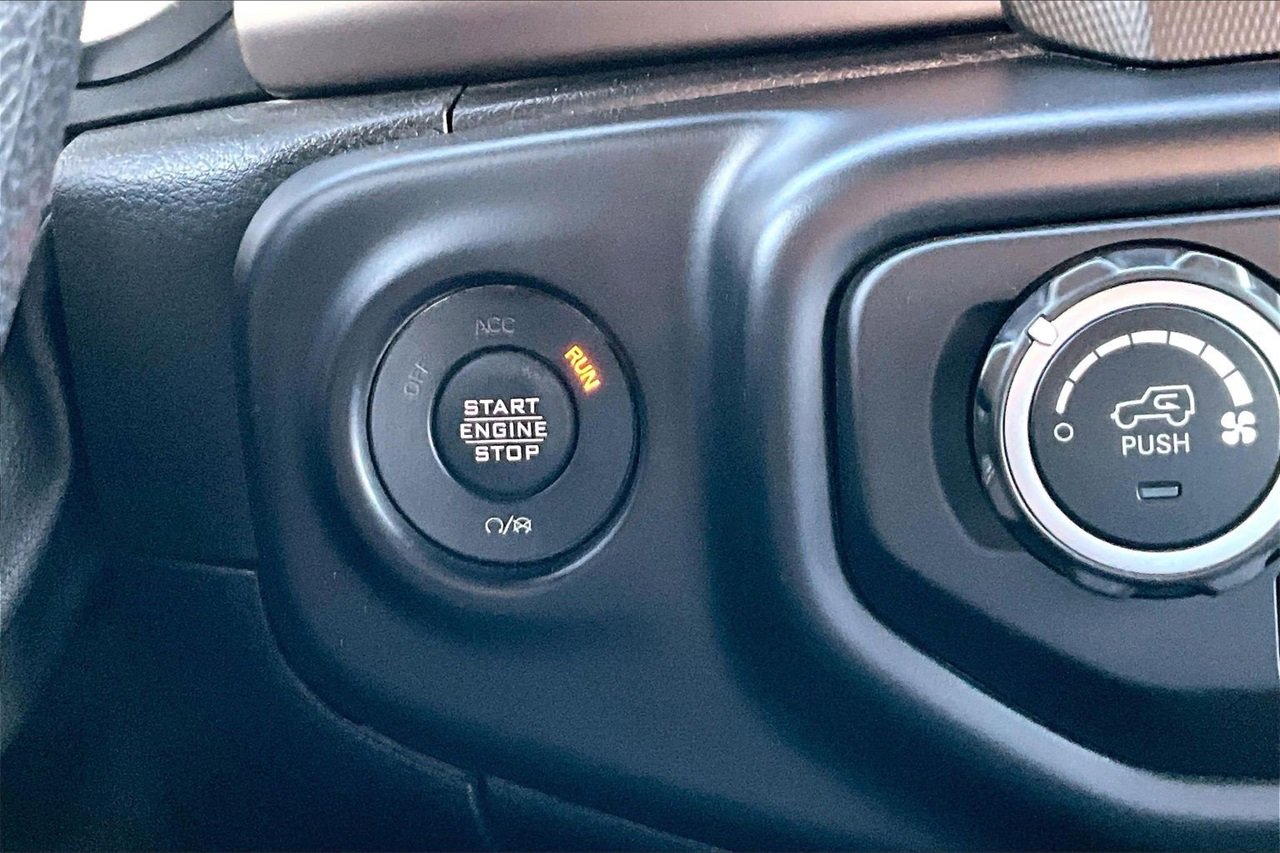 ACC
RUN
OFF
START
ENGINE
STOP
PUSH